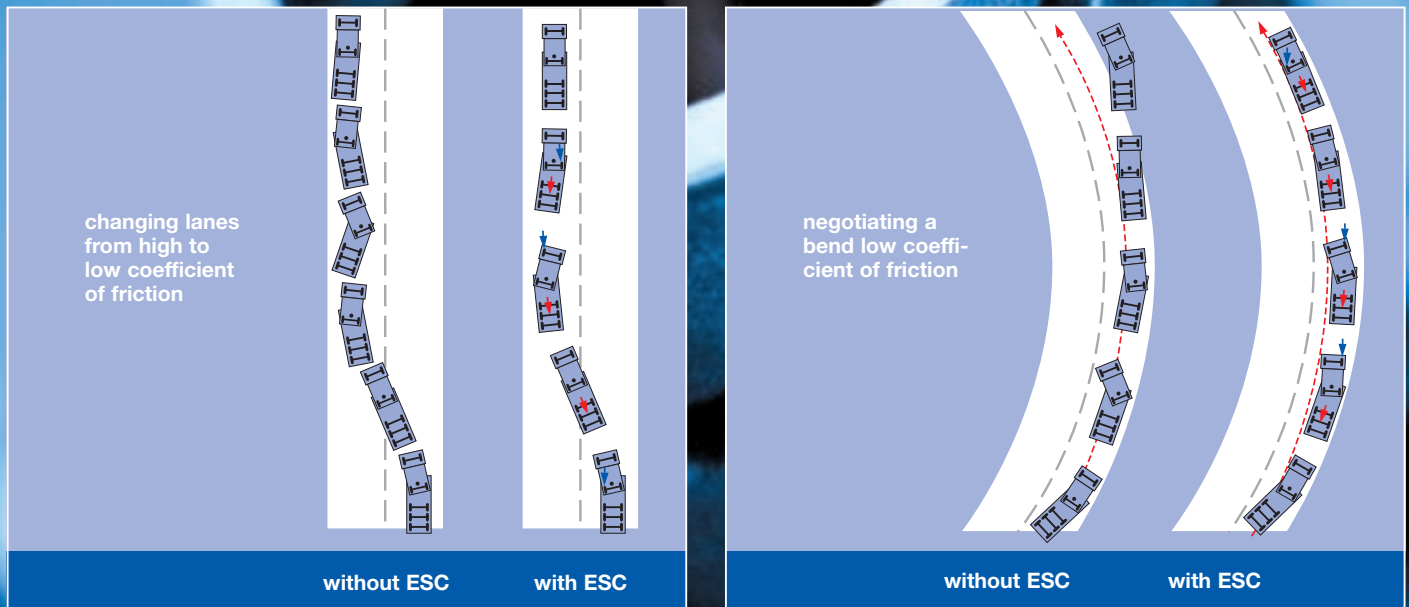 changing lanes
from high to
low coefficient
of friction
without ESC
with ESC
negotiating a
bend low coeffi-
cient of friction
without ESC
with ESC